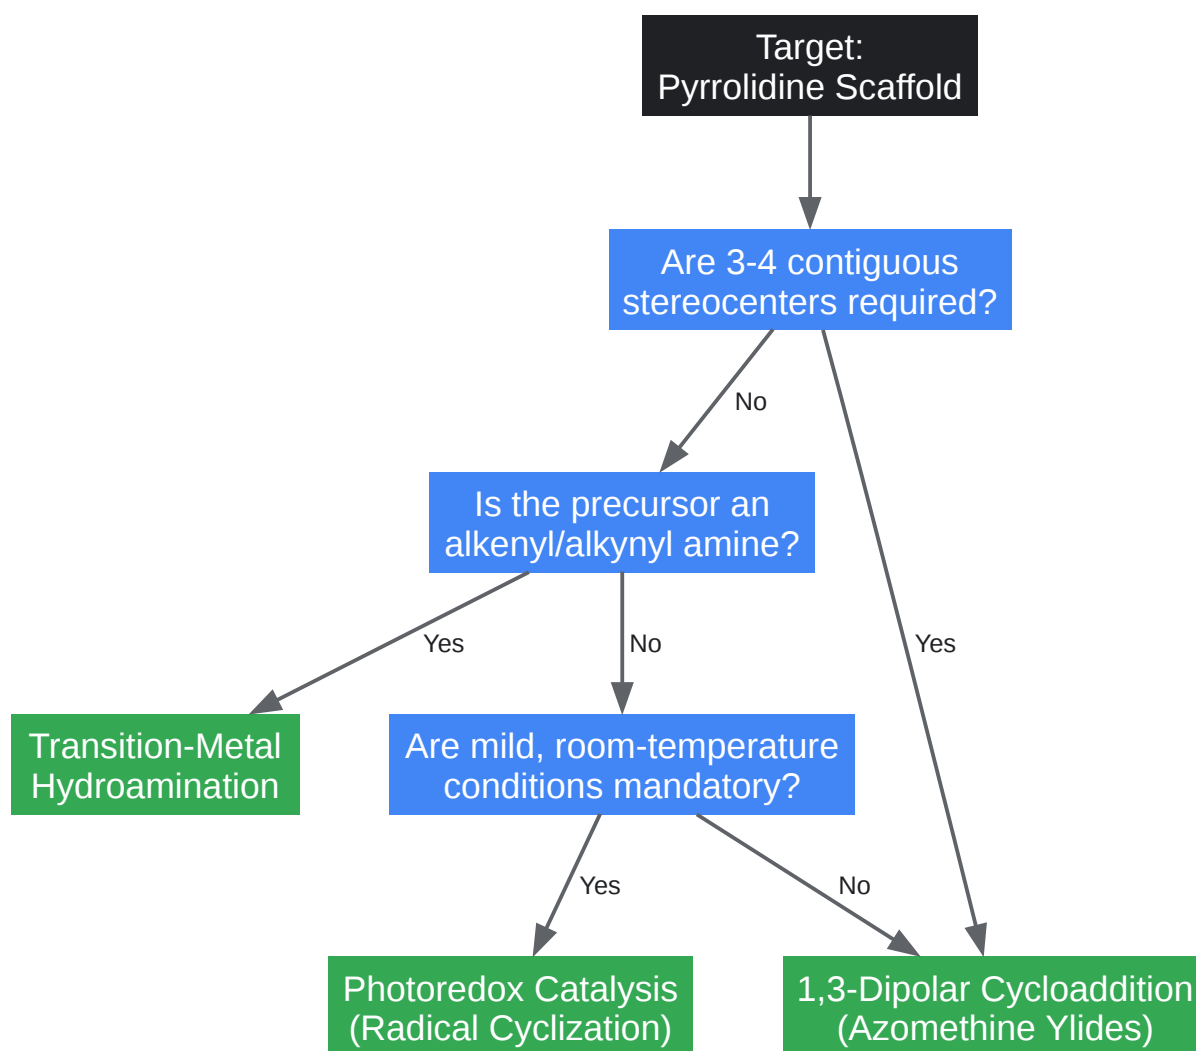 Target:
Pyrrolidine Scaffold
Are 3-4 contiguous
stereocenters required?
No
Is the precursor an
alkenyl/alkynyl amine?
Yes
No
Yes
Transition-Metal
Hydroamination
Are mild, room-temperature
conditions mandatory?
Yes
No
Photoredox Catalysis
(Radical Cyclization)
1,3-Dipolar Cycloaddition
(Azomethine Ylides)